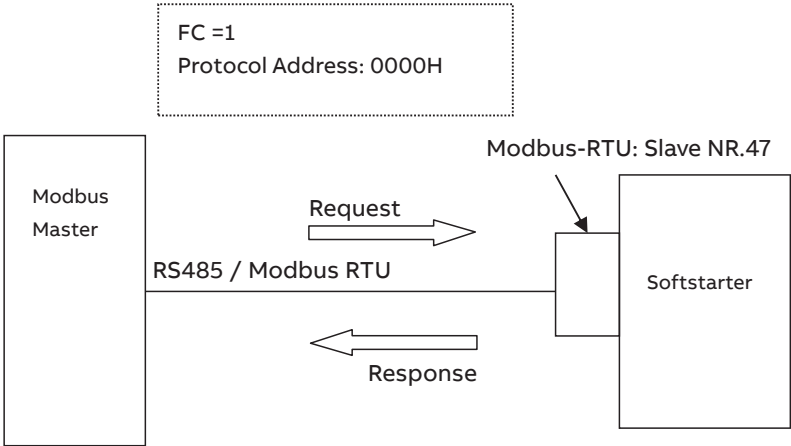 FC =1
Protocol Address: 0000H
Modbus-RTU: Slave NR.47
Modbus
Master
Request
RS485 / Modbus RTU
Softstarter
Response